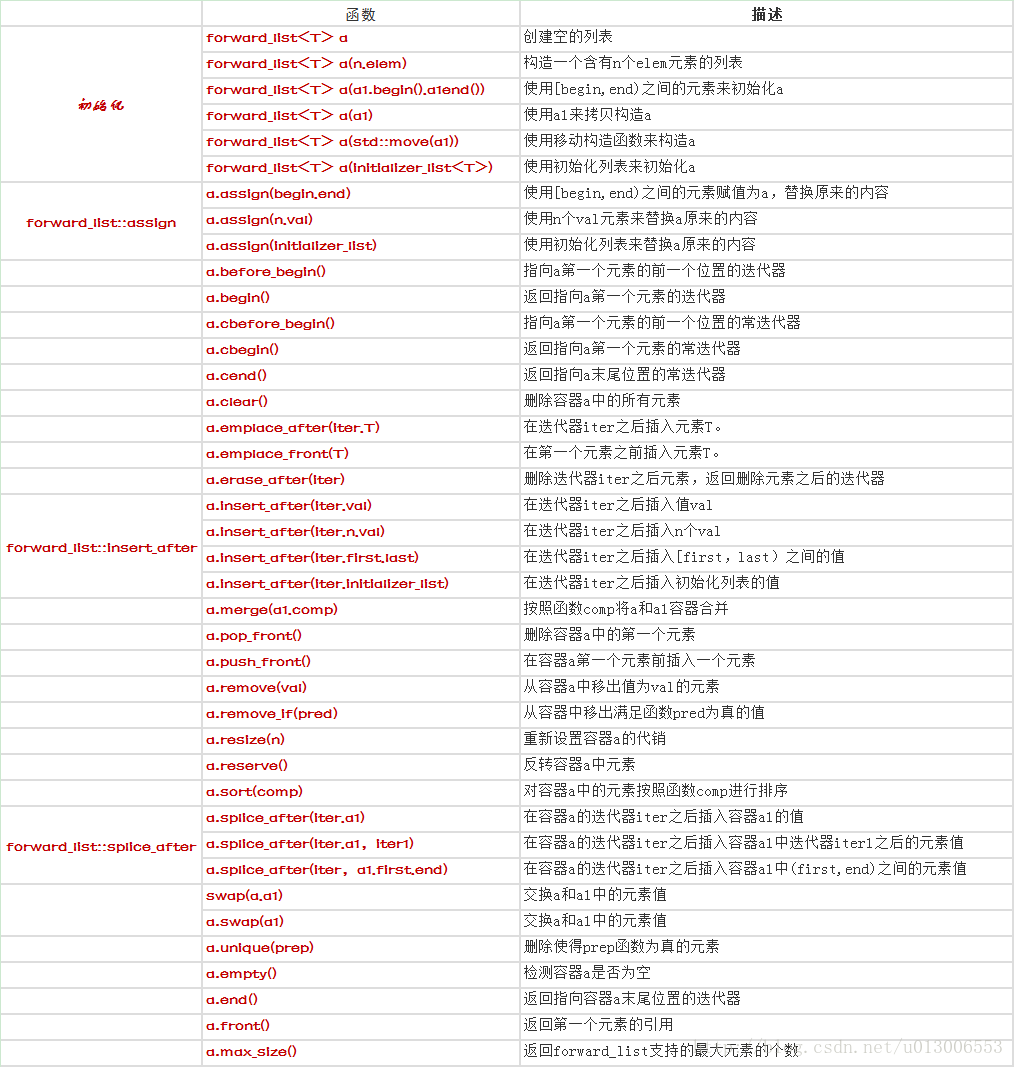 函数 描述
初始化
forward_list<T> a 创建空的列表
forward_list<T> a(n,elem) 构造一个含有n个elem元素的列表
forward_list<T> a(a1.begin(),a1end()) 使用[begin,end)之间的元素来初始化a
forward_list<T> a(a1) 使用a1来拷贝构造a
forward_list<T> a(std::move(a1)) 使用移动构造函数来构造a
forward_list<T> a(initializer_list<T>) 使用初始化列表来初始化a
forward_list::assign
a.assign(begin,end) 使用[begin,end)之间的元素赋值为a，替换原来的内容
a.assign(n,val) 使用n个val元素来替换a原来的内容
a.assign(initializer_list) 使用初始化列表来替换a原来的内容
a.before_begin() 指向a第一个元素的前一个位置的迭代器
a.begin() 返回指向a第一个元素的迭代器
a.cbefore_begin() 指向a第一个元素的前一个位置的常迭代器
a.cbegin() 返回指向a第一个元素的常迭代器
a.cend() 返回指向a末尾位置的常迭代器
a.clear() 删除容器a中的所有元素
a.emplace_after(iter,T) 在迭代器iter之后插入元素T。
a.emplace_front(T) 在第一个元素之前插入元素T。
a.erase_after(iter) 删除迭代器iter之后元素，返回删除元素之后的迭代器
forward_list::insert_after
a.insert_after(iter,val) 在迭代器iter之后插入值val
a.insert_after(iter,n,val) 在迭代器iter之后插入n个val
a.insert_after(iter,first,last) 在迭代器iter之后插入[first，last）之间的值
a.insert_after(iter,initializer_list) 在迭代器iter之后插入初始化列表的值
a.merge(a1,comp) 按照函数comp将a和a1容器合并
a.pop_front() 删除容器a中的第一个元素
a.push_front() 在容器a第一个元素前插入一个元素
a.remove(val) 从容器a中移出值为val的元素
a.remove_if(pred) 从容器中移出满足函数pred为真的值
a.resize(n) 重新设置容器a的代销
a.reserve() 反转容器a中元素
a.sort(comp) 对容器a中的元素按照函数comp进行排序
forward_list::splice_after
a.splice_after(iter,a1) 在容器a的迭代器iter之后插入容器a1的值
a.splice_after(iter,a1，iter1) 在容器a的迭代器iter之后插入容器a1中迭代器iter1之后的元素值
a.splice_after(iter，a1,first,end) 在容器a的迭代器iter之后插入容器a1中(first,end)之间的元素值
swap(a,a1) 交换a和a1中的元素值
a.swap(a1) 交换a和a1中的元素值
a.unique(prep) 删除使得prep函数为真的元素
a.empty() 检测容器a是否为空
a.end() 返回指向容器a末尾位置的迭代器
a.front() 返回第一个元素的引用
a.max_size() 返回forward_list支持的最大元素的个数
blog.csdn.net/u013006553